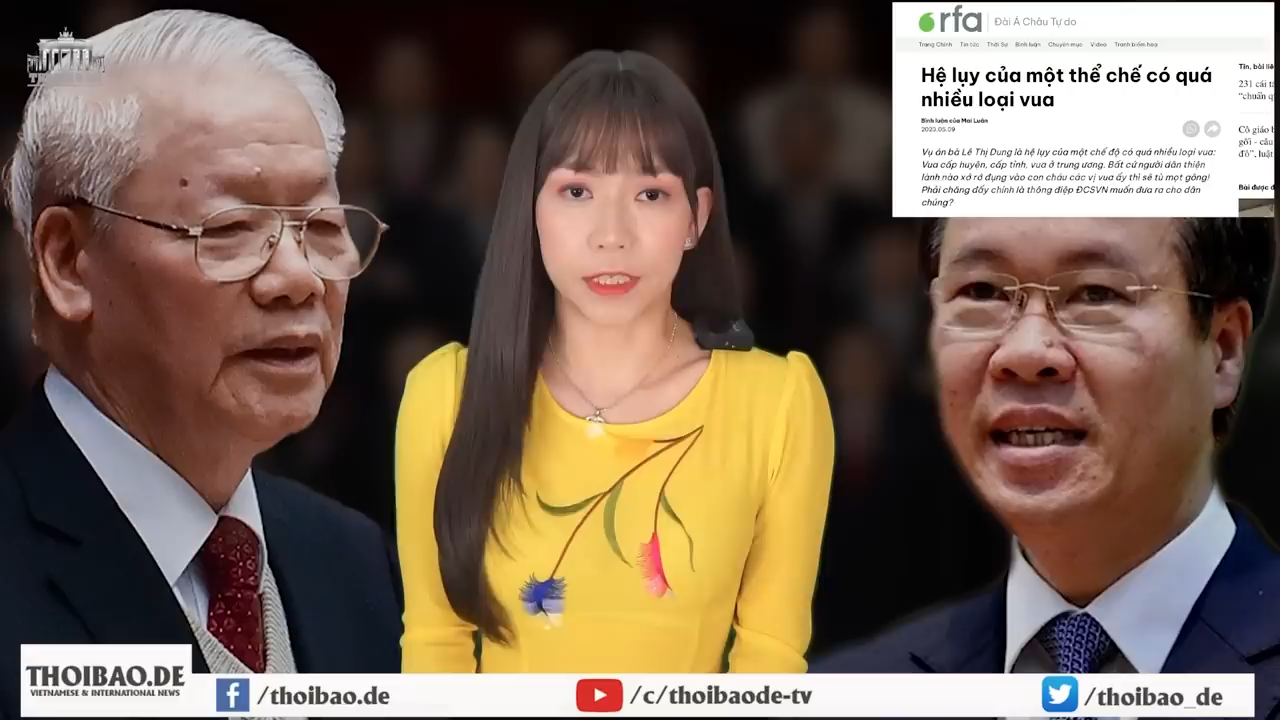 rfa Đài Á Châu Tự do
Trang Chính Tin tức Thời Sự Bình luận Chuyên mục Video Tranh biếm họa
Hệ lụy của một thể chế có quá
nhiều loại vua
Bình luận của Mai Luân
2023.05.09
Vụ án bà Lê Thị Dung là hệ lụy của một chế độ có quá nhiều loại vua:
Vua cấp huyện, cấp tỉnh, vua ở trung ương. Bất cứ người dân thiện
lành nào xớ rớ đụng vào con cháu các vị vua ấy thì sẽ tù mọt gông!
Phải chăng đấy chính là thông điệp ĐCSVN muốn đưa ra cho dân
chúng?
Tin, bài liê
231 cái tá
“chuẩn q
Cô giáo b
gối - câu
đô”, luật
Bài được đ
THOIBAO.DE
VIETNAMESE & INTERNATIONAL NEWS
/thoibao.de
/c/thoibaode-tv
/thoibao_de